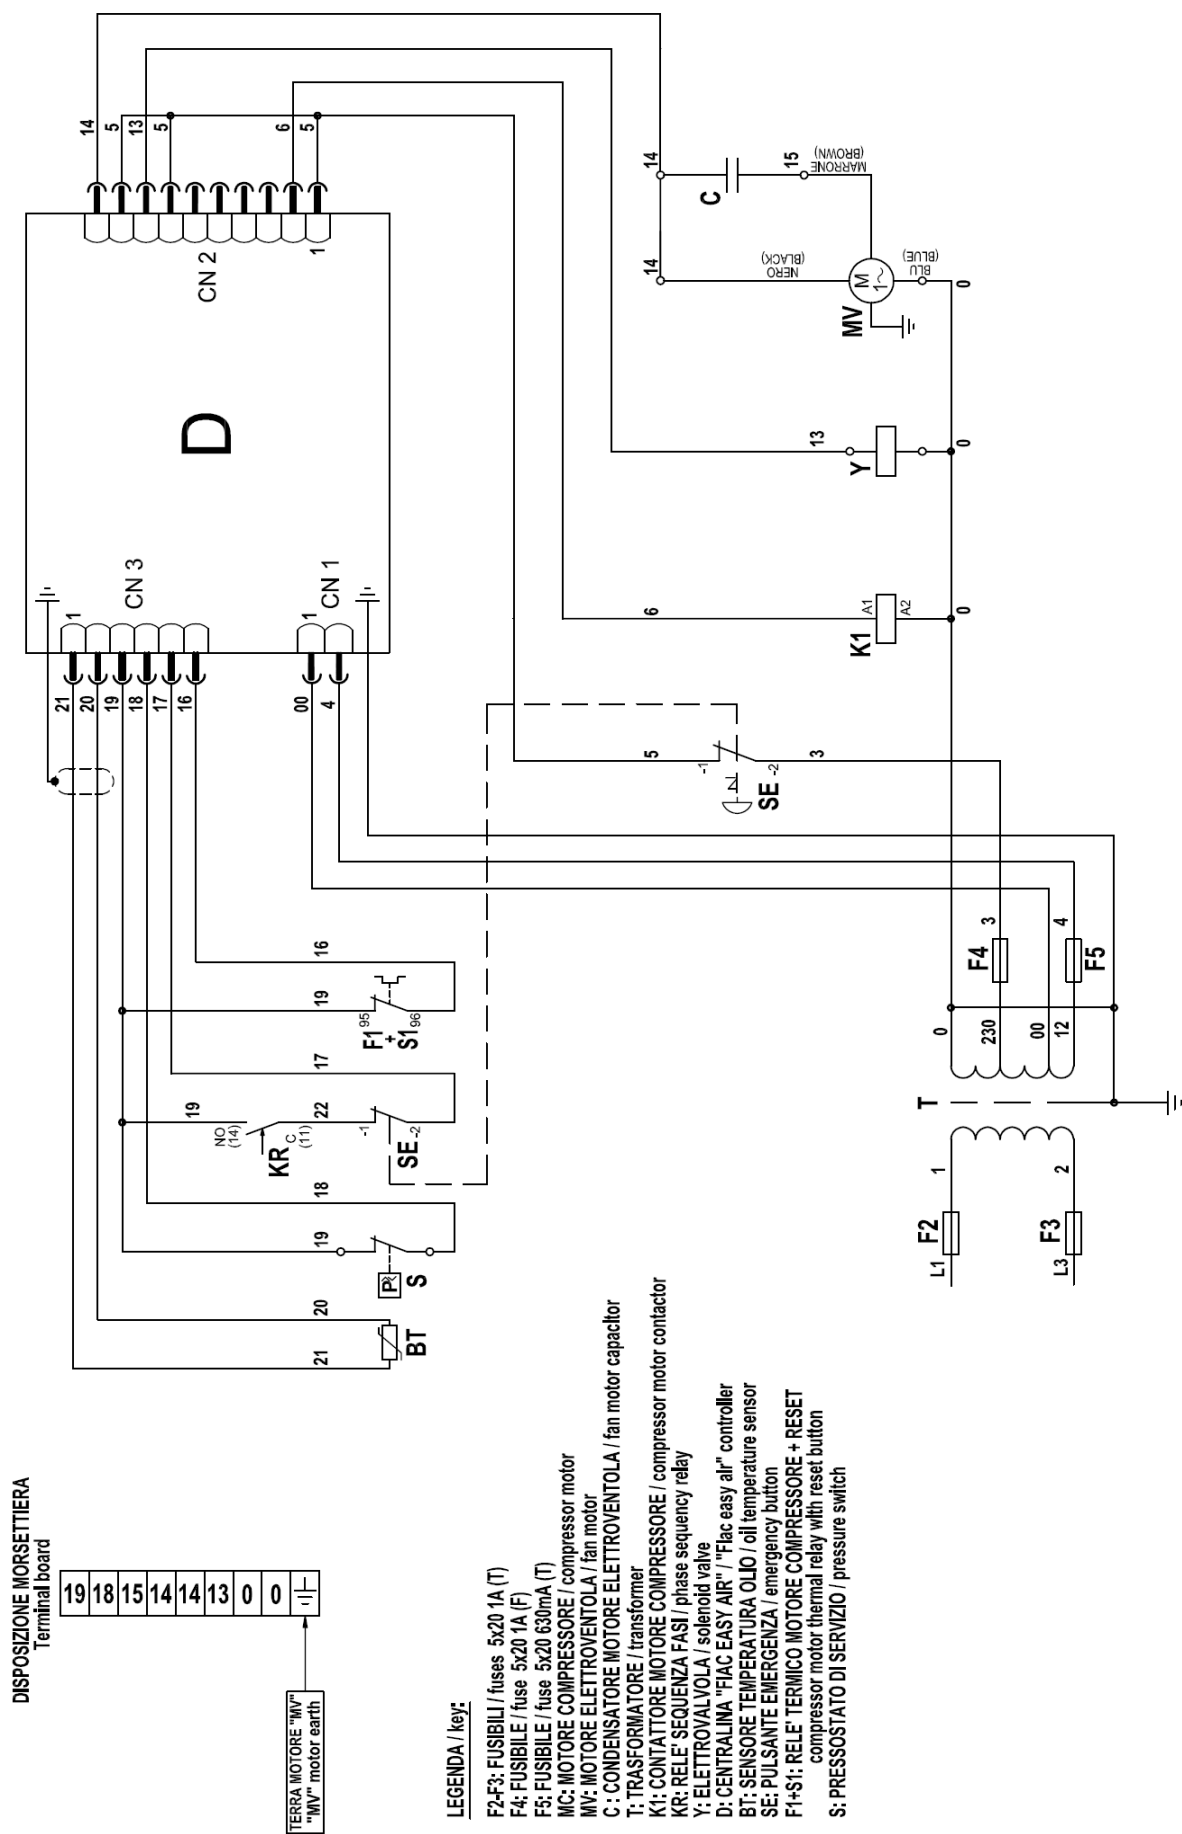 14
5
13
5
6
5
CN 2
1
D
CN 3
1
CN 1
1
21
20
19
18
17
16
00
4
14
14
C
15
MARRONE
(BROWN)
NERO
(BLACK)
M
1~
MV
BLU
(BLUE)
0
13
Y
0
6
K1
A1
A2
0
5
-1
SE
-2
3
16
19
F1
+
S1
95
96
17
19
NO
(14)
KR
C
(11)
22
-1
SE
-2
18
19
P
S
20
21
BT
F4
3
F5
4
0
230
00
12
T
1
2
F2
F3
L1
L3
DISPOSIZIONE MORSETTIERA
Terminal board
19 18 15 14 14 13 0 0
TERRA MOTORE "MV"
"MV" motor earth
LEGENDA / key:
F2-F3: FUSIBILI / fuses 5x20 1A (T)
F4: FUSIBILE / fuse 5x20 1A (F)
F5: FUSIBILE / fuse 5x20 630mA (T)
MC: MOTORE COMPRESSORE / compressor motor
MV: MOTORE ELETTROVENTOLA / fan motor
C : CONDENSATORE MOTORE ELETTROVENTOLA / fan motor capacitor
T: TRASFORMATORE / transformer
K1: CONTATTORE MOTORE COMPRESSORE / compressor motor contactor
KR: RELE' SEQUENZA FASI / phase sequency relay
Y: ELETTROVALVOLA / solenoid valve
D: CENTRALINA "FIAC EASY AIR" / "Fiac easy air" controller
BT: SENSORE TEMPERATURA OLIO / oil temperature sensor
SE: PULSANTE EMERGENZA / emergency button
F1+S1: RELE' TERMICO MOTORE COMPRESSORE + RESET
compressor motor thermal relay with reset button
S: PRESSOSTATO DI SERVIZIO / pressure switch